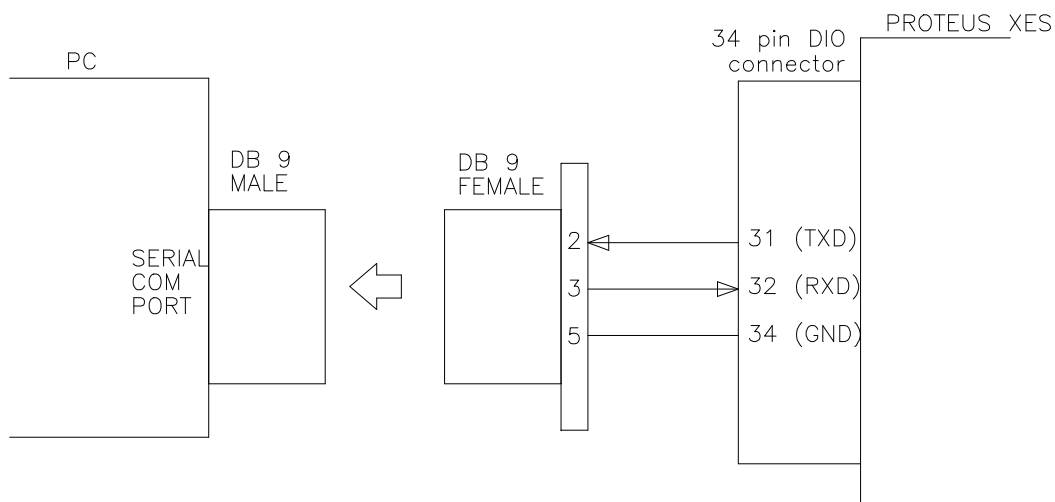 PROTEUS XES
34 pin DIO
connector
PC
DB 9
MALE
DB 9
FEMALE
SERIAL
COM
PORT
2
31 (TXD)
3
32 (RXD)
5
34 (GND)